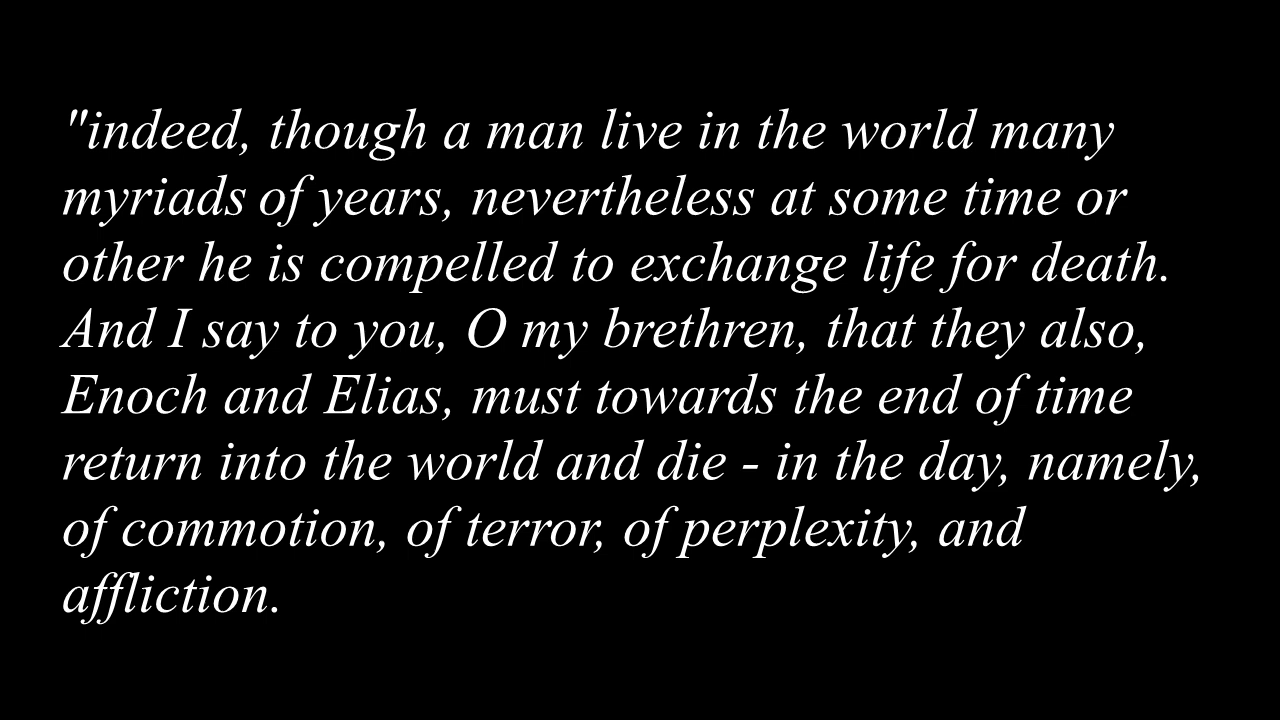 "indeed, though a man live in the world many
myriads of years, nevertheless at some time or
other he is compelled to exchange life for death.
And I say to you, O my brethren, that they also,
Enoch and Elias, must towards the end of time
return into the world and die - in the day, namely,
of commotion, of terror, of perplexity, and
affliction.